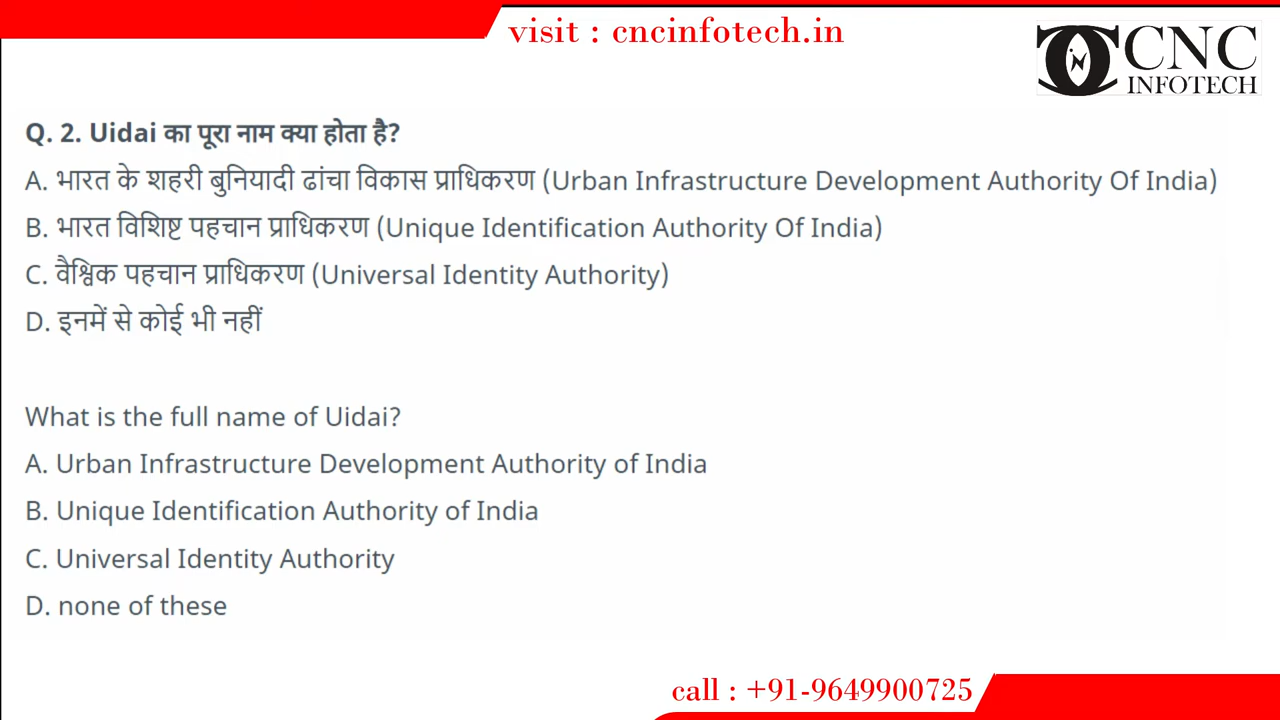 visit : cncinfotech.in
CNC
INFOTECH
Q. 2. Uidai का पूरा नाम क्या होता है?
A. भारत के शहरी बुनियादी ढांचा विकास प्राधिकरण (Urban Infrastructure Development Authority Of India)
B. भारत विशिष्ट पहचान प्राधिकरण (Unique Identification Authority Of India)
C. वैश्विक पहचान प्राधिकरण (Universal Identity Authority)
D. इनमें से कोई भी नहीं
What is the full name of Uidai?
A. Urban Infrastructure Development Authority of India
B. Unique Identification Authority of India
C. Universal Identity Authority
D. none of these
call : +91-9649900725